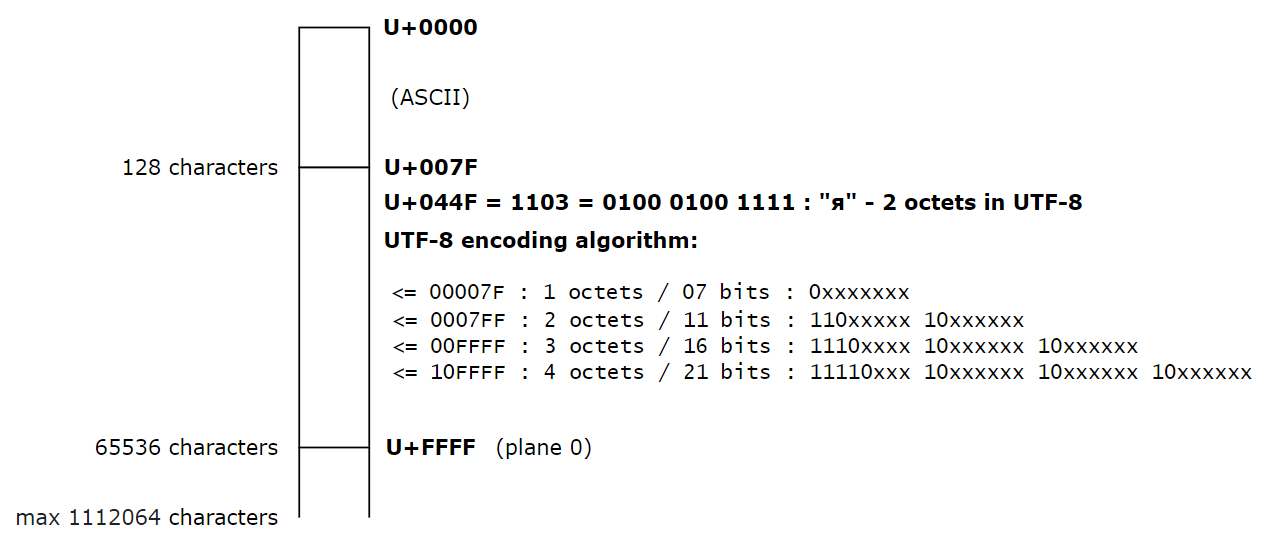 U+0000
(ASCII)
128 characters U+007F
U+044F = 1103 = 0100 0100 1111 : "я" - 2 octets in UTF-8
UTF-8 encoding algorithm:
<= 00007F : 1 octets / 07 bits : 0xxxxxxx
<= 0007FF : 2 octets / 11 bits : 110xxxxx 10xxxxxx
<= 00FFFF : 3 octets / 16 bits : 1110xxxx 10xxxxxx 10xxxxxx
<= 10FFFF : 4 octets / 21 bits : 11110xxx 10xxxxxx 10xxxxxx 10xxxxxx
65536 characters U+FFFF (plane 0)
max 1112064 characters